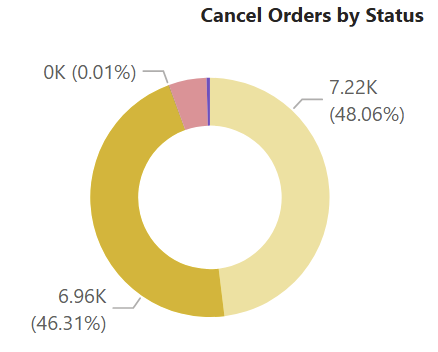 Cancel Orders by Status
0K (0.01%)
7.22K
(48.06%)
6.96K
(46.31%)